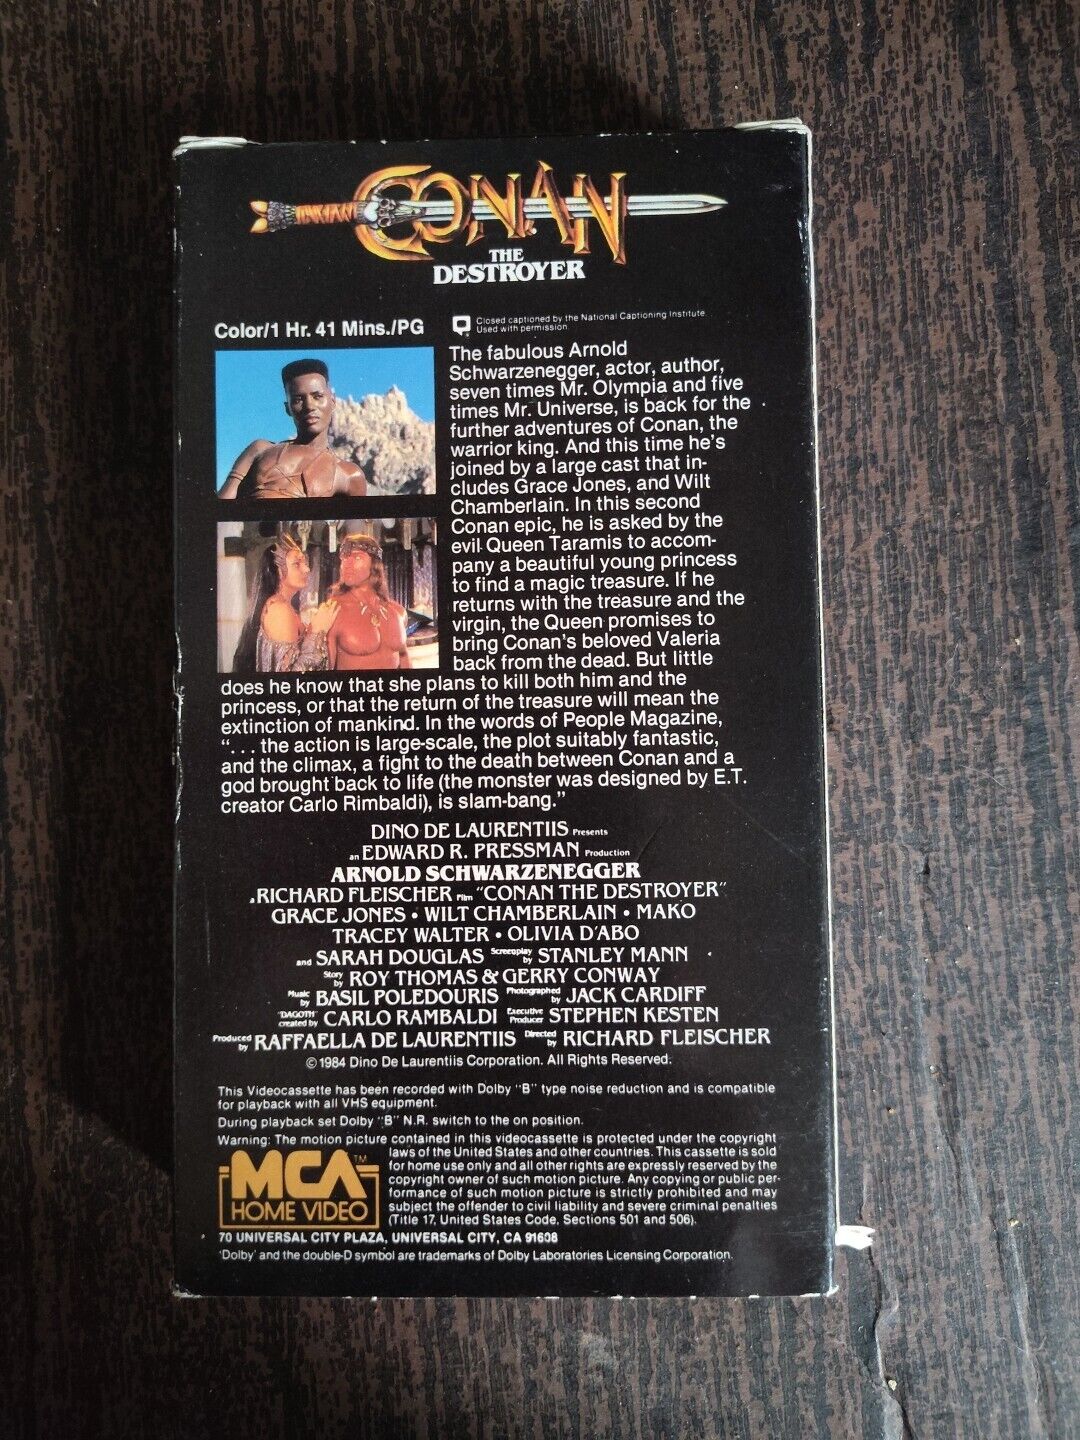 CONAN
THE
DESTROYER
Color/1 Hr. 41 Mins./PG
Closed captioned by the National Captioning Institute.
Used with permission.
The fabulous Arnold
Schwarzenegger, actor, author,
seven times Mr. Olympia and five
times Mr. Universe, is back for the
further adventures of Conan, the
warrior king. And this time he's
joined by a large cast that in-
cludes Grace Jones, and Wilt
Chamberlain. In this second
Conan epic, he is asked by the
evil Queen Taramis to accom-
pany a beautiful young princess
to find a magic treasure. If he
returns with the treasure and the
virgin, the Queen promises to
bring Conan's beloved Valeria
back from the dead. But little
does he know that she plans to kill both him and the
princess, or that the return of the treasure will mean the
extinction of mankind. In the words of People Magazine,
". . . the action is large-scale, the plot suitably fantastic,
and the climax, a fight to the death between Conan and a
god brought back to life (the monster was designed by E.T.
creator Carlo Rimbaldi), is slam-bang."
DINO DE LAURENTIIS Presents
an EDWARD R. PRESSMAN Production
ARNOLD SCHWARZENEGGER
A RICHARD FLEISCHER Film "CONAN THE DESTROYER"
GRACE JONES • WILT CHAMBERLAIN • MAKO
TRACEY WALTER • OLIVIA D'ABO
and SARAH DOUGLAS Screenplay by STANLEY MANN
Story by ROY THOMAS & GERRY CONWAY
Music by BASIL POLEDOURIS Photographed by JACK CARDIFF
"DAGOTH" created by CARLO RAMBALDI Executive Producer STEPHEN KESTEN
Produced by RAFFAELLA DE LAURENTIIS Directed by RICHARD FLEISCHER
© 1984 Dino De Laurentiis Corporation. All Rights Reserved.
This Videocassette has been recorded with Dolby "B" type noise reduction and is compatible
for playback with all VHS equipment.
During playback set Dolby "B" N.R. switch to the on position.
Warning: The motion picture contained in this videocassette is protected under the copyright
laws of the United States and other countries. This cassette is sold
for home use only and all other rights are expressly reserved by the
copyright owner of such motion picture. Any copying or public per-
formance of such motion picture is strictly prohibited and may
subject the offender to civil liability and severe criminal penalties
(Title 17, United States Code, Sections 501 and 506).
MCA TM
HOME VIDEO
70 UNIVERSAL CITY PLAZA, UNIVERSAL CITY, CA 91608
'Dolby' and the double-D symbol are trademarks of Dolby Laboratories Licensing Corporation.